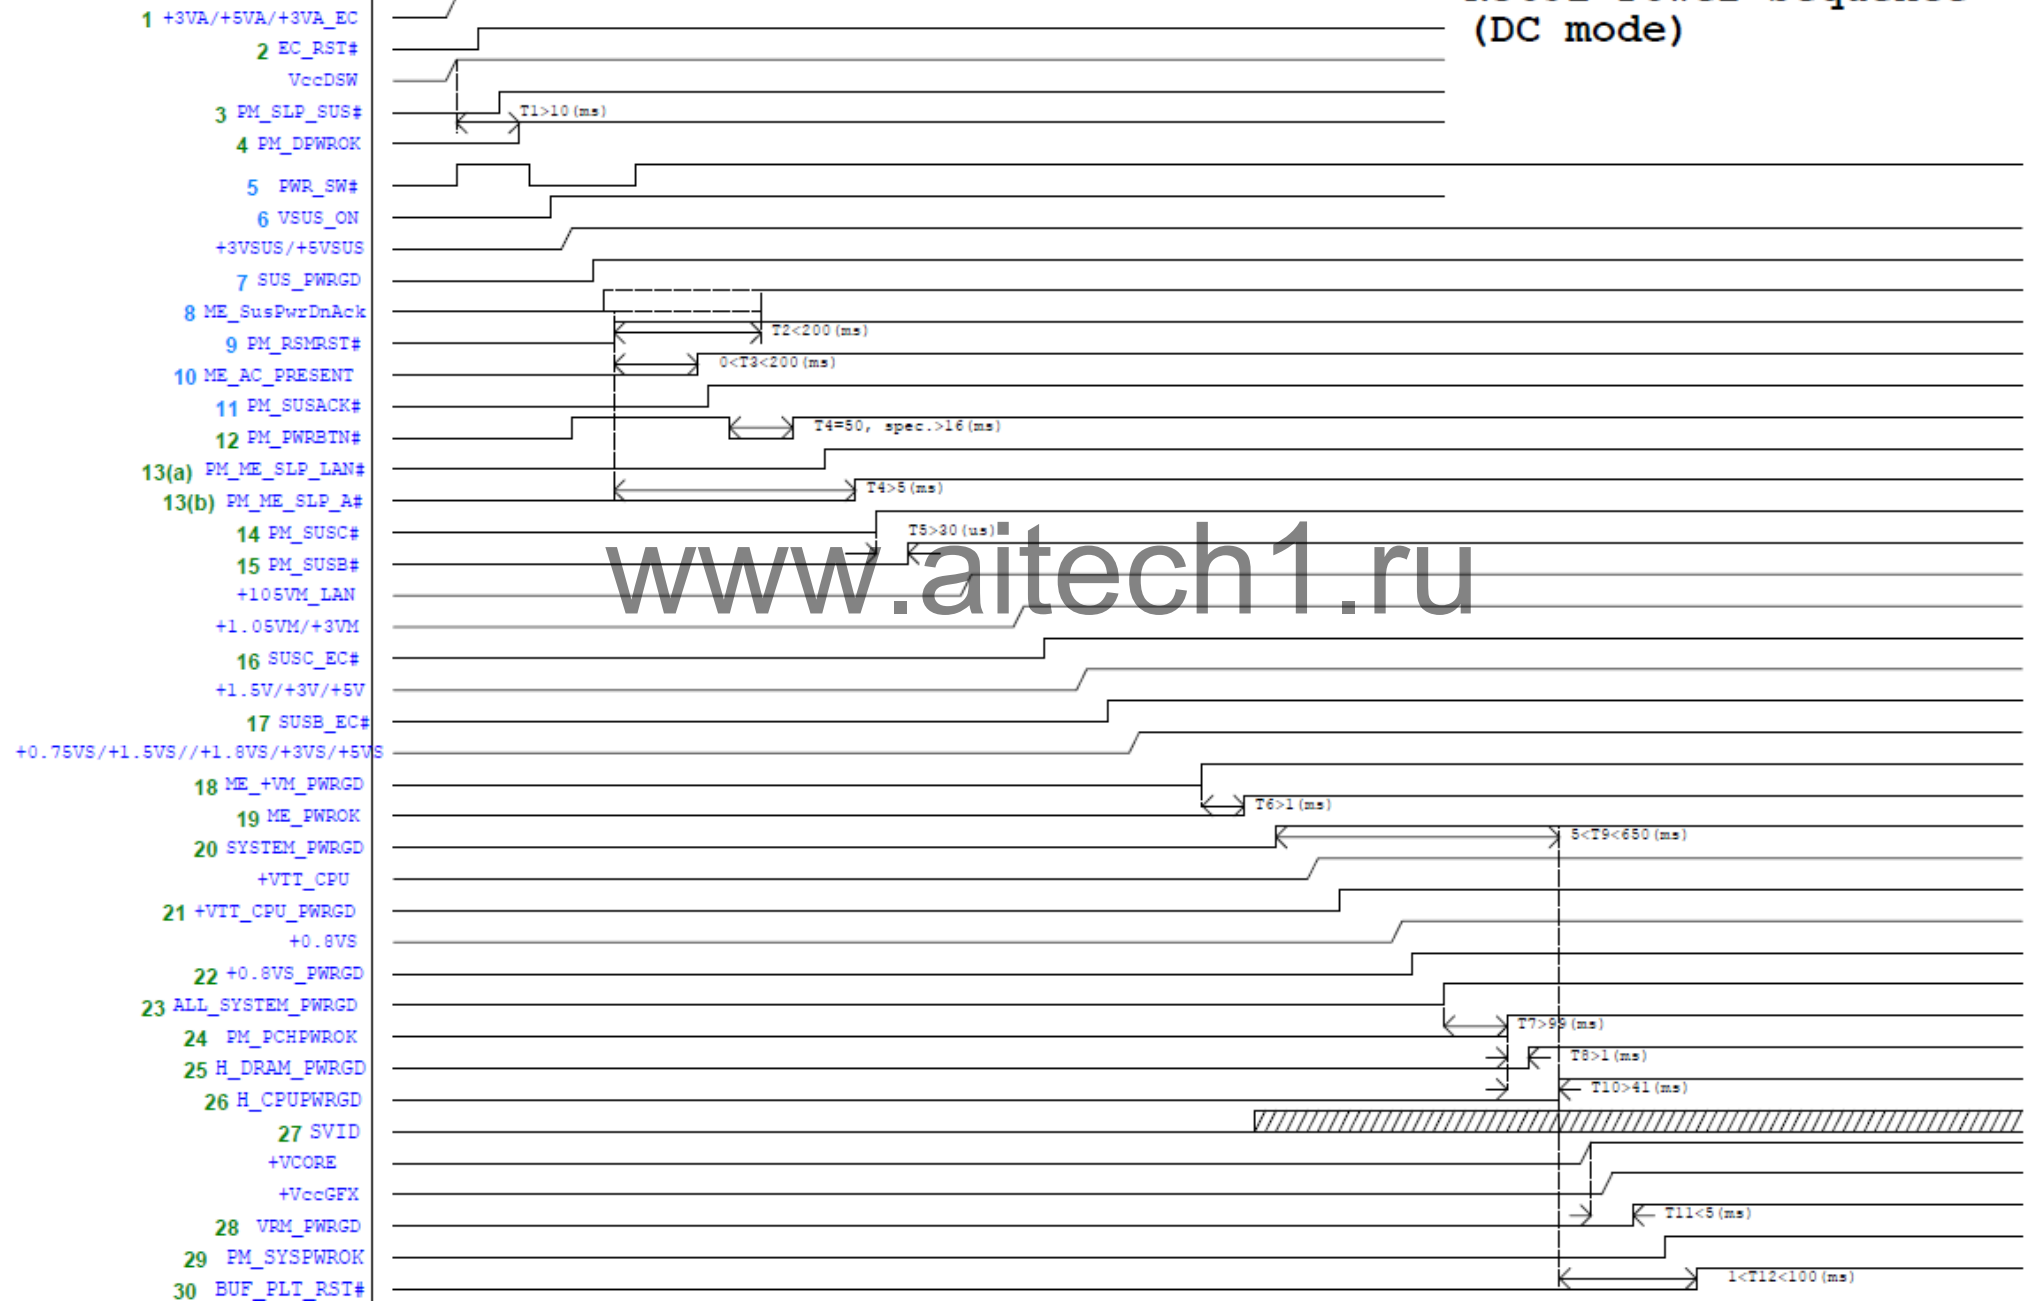 (DC mode)
1 +3VA/+5VA/+3VA_EC
2 EC_RST#
VccDSW
3 PM_SLP_SUS#
T1>10(ms)
4 PM_DPWROK
5 PWR_SW#
6 VSUS_ON
+3VSUS/+5VSUS
7 SUS_PWRGD
8 ME_SusPwrDnAck
T2<200(ms)
9 PM_RSMRST#
0<T3<200(ms)
10 ME_AC_PRESENT
11 PM_SUSACK#
12 PM_PWRBTN#
T4=50, spec.>16(ms)
13(a) PM_ME_SLP_LAN#
13(b) PM_ME_SLP_A#
T4>5(ms)
14 PM_SUSC#
T5>30(us)
15 PM_SUSB#
www.aitech1.ru
+105VM_LAN
+1.05VM/+3VM
16 SUSC_EC#
+1.5V/+3V/+5V
17 SUSB_EC#
+0.75VS/+1.5VS//+1.8VS/+3VS/+5VS
18 ME_+VM_PWRGD
19 ME_PWROK
T6>1(ms)
20 SYSTEM_PWRGD
5<T9<650(ms)
+VTT_CPU
21 +VTT_CPU_PWRGD
+0.8VS
22 +0.8VS_PWRGD
23 ALL_SYSTEM_PWRGD
24 PM_PCHPWROK
T7>99(ms)
25 H_DRAM_PWRGD
T8>1(ms)
26 H_CPUPWRGD
T10>41(ms)
27 SVID
+VCORE
+VccGFX
28 VRM_PWRGD
T11<5(ms)
29 PM_SYSPWROK
30 BUF_PLT_RST#
1<T12<100(ms)